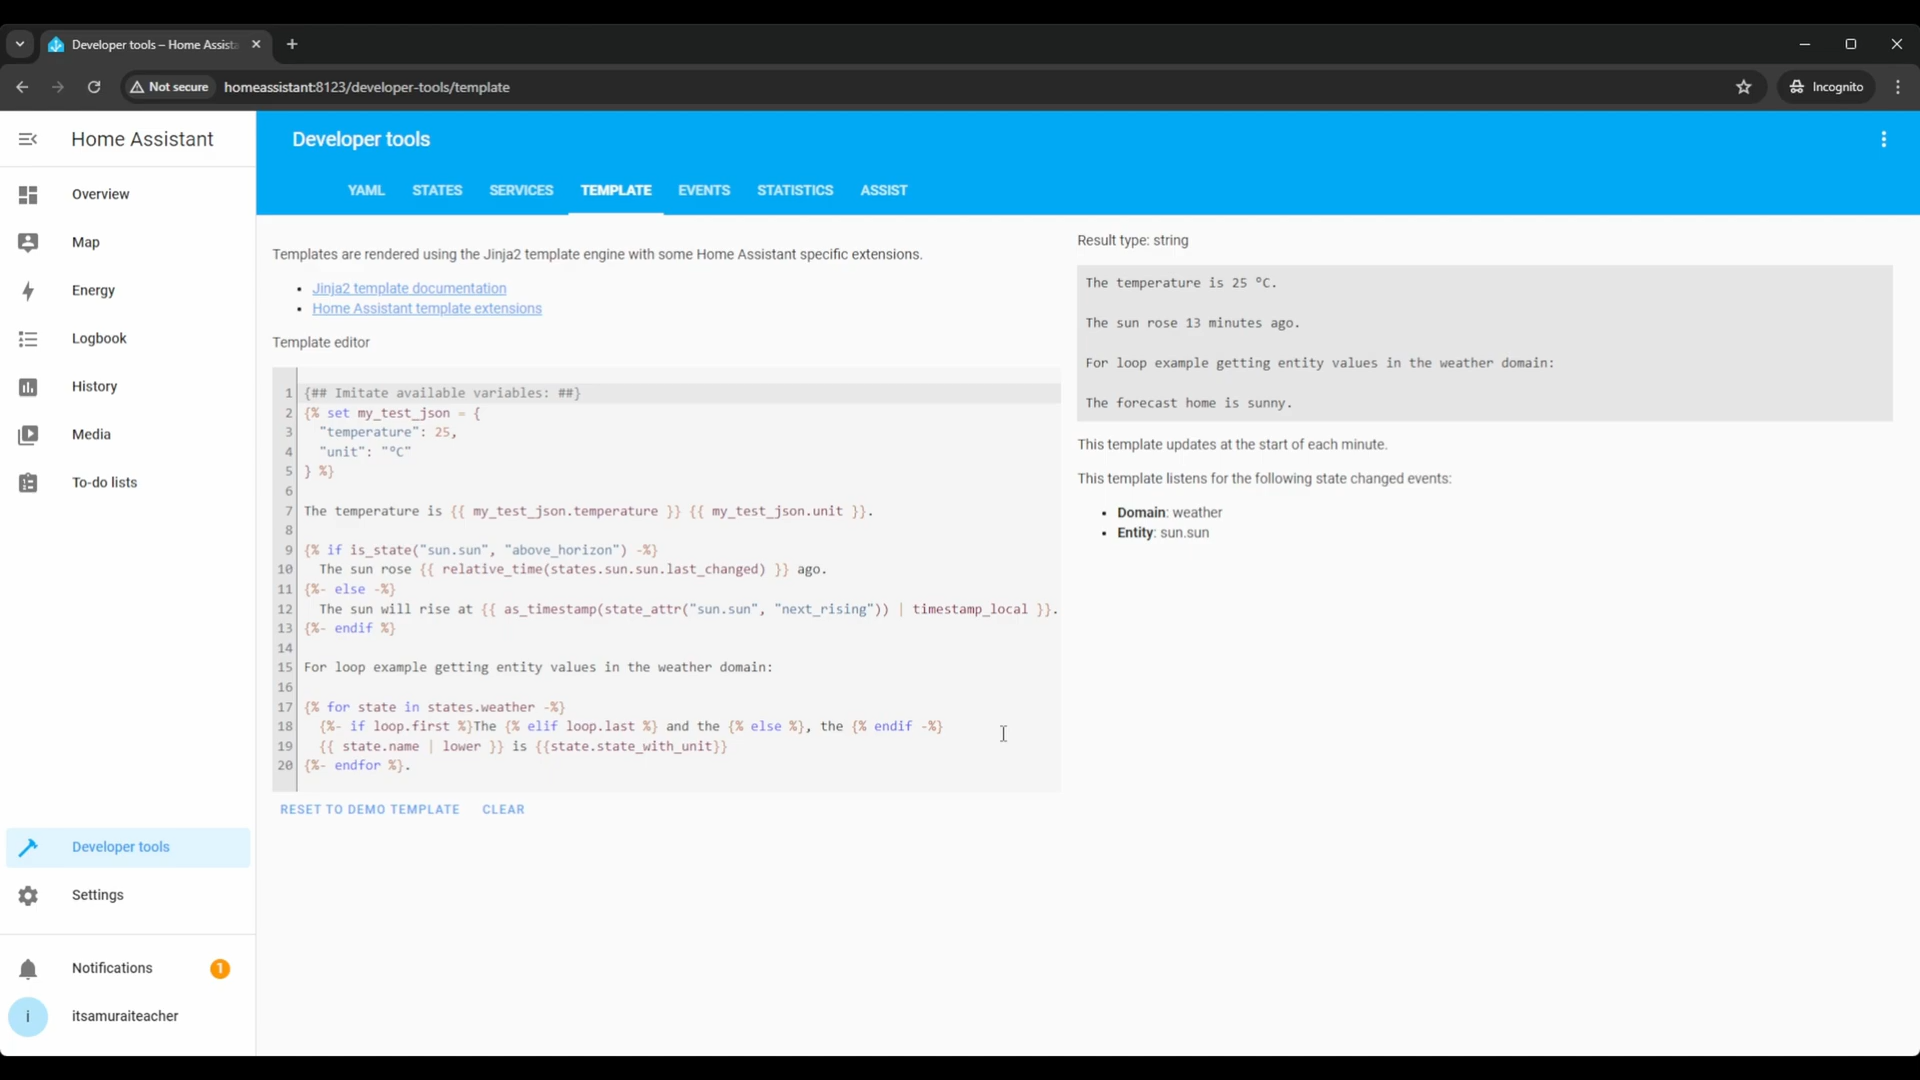 Developer tools – Home Assista
Not secure
homeassistant:8123/developer-tools/template
Incognito
Home Assistant
Developer tools
YAML STATES SERVICES TEMPLATE EVENTS STATISTICS ASSIST
Overview
Map
Energy
Logbook
History
Media
To-do lists
Developer tools
Settings
Notifications 1
i itsamuraiteacher
Templates are rendered using the Jinja2 template engine with some Home Assistant specific extensions.
• Jinja2 template documentation
• Home Assistant template extensions
Template editor
1 {## Imitate available variables: ##}
2 {% set my_test_json = {
3   "temperature": 25,
4   "unit": "°C"
5 } %}
6
7 The temperature is {{ my_test_json.temperature }} {{ my_test_json.unit }}.
8
9 {% if is_state("sun.sun", "above_horizon") -%}
10   The sun rose {{ relative_time(states.sun.sun.last_changed) }} ago.
11 {%- else -%}
12   The sun will rise at {{ as_timestamp(state_attr("sun.sun", "next_rising")) | timestamp_local }}.
13 {%- endif %}
14
15 For loop example getting entity values in the weather domain:
16
17 {% for state in states.weather -%}
18   {%- if loop.first %}The {% elif loop.last %} and the {% else %}, the {% endif -%}
19   {{ state.name | lower }} is {{state.state_with_unit}}
20 {%- endfor %}.
RESET TO DEMO TEMPLATE CLEAR
Result type: string
The temperature is 25 °C.
The sun rose 13 minutes ago.
For loop example getting entity values in the weather domain:
The forecast home is sunny.
This template updates at the start of each minute.
This template listens for the following state changed events:
• Domain: weather
• Entity: sun.sun